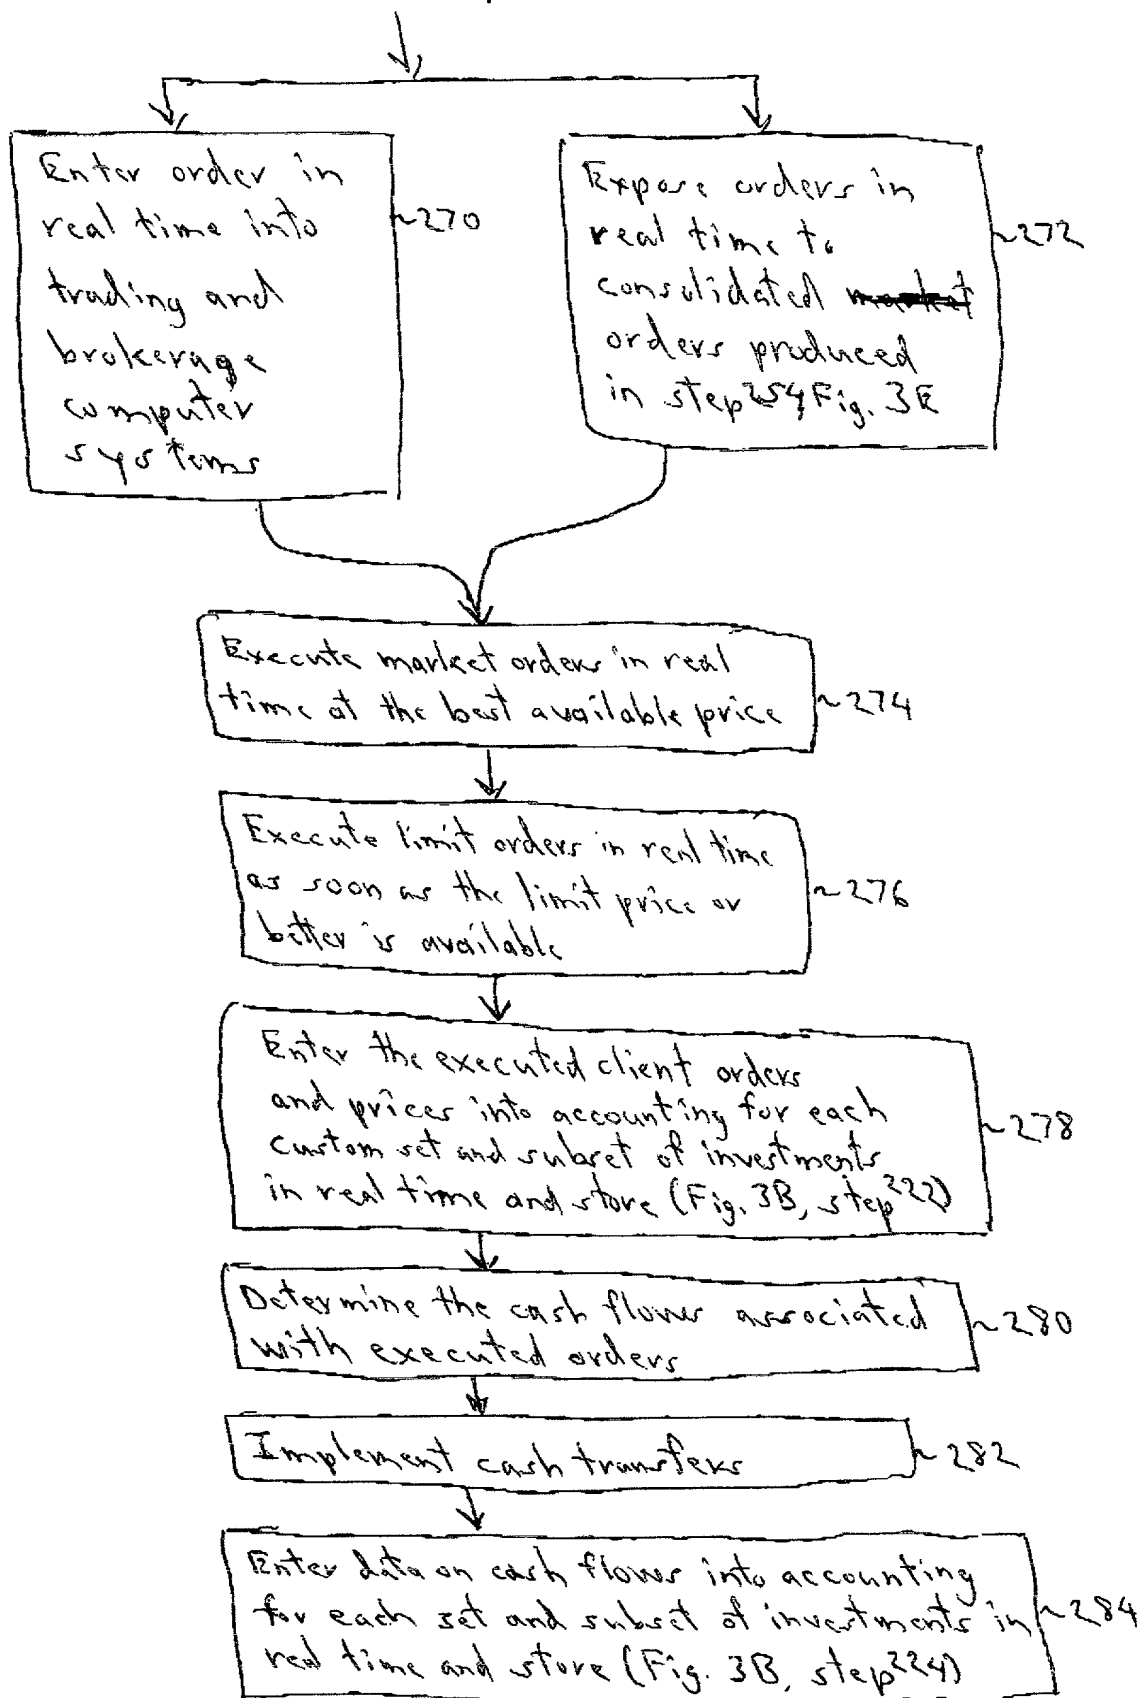 Enter order in
real time into
trading and
brokerage
computer
systems
~270
Expose orders in
real time to
consolidated market
orders produced
in step 254, Fig. 3E
~272
Execute market orders in real
time at the best available price
~274
Execute limit orders in real time
as soon as the limit price or
better is available
~276
Enter the executed client orders
and prices into accounting for each
custom set and subset of investments
in real time and store (Fig. 3B, step 222)
~278
Determine the cash flows associated
with executed orders
~280
Implement cash transfers
~282
Enter data on cash flows into accounting
for each set and subset of investments in
real time and store (Fig. 3B, step 224)
~284